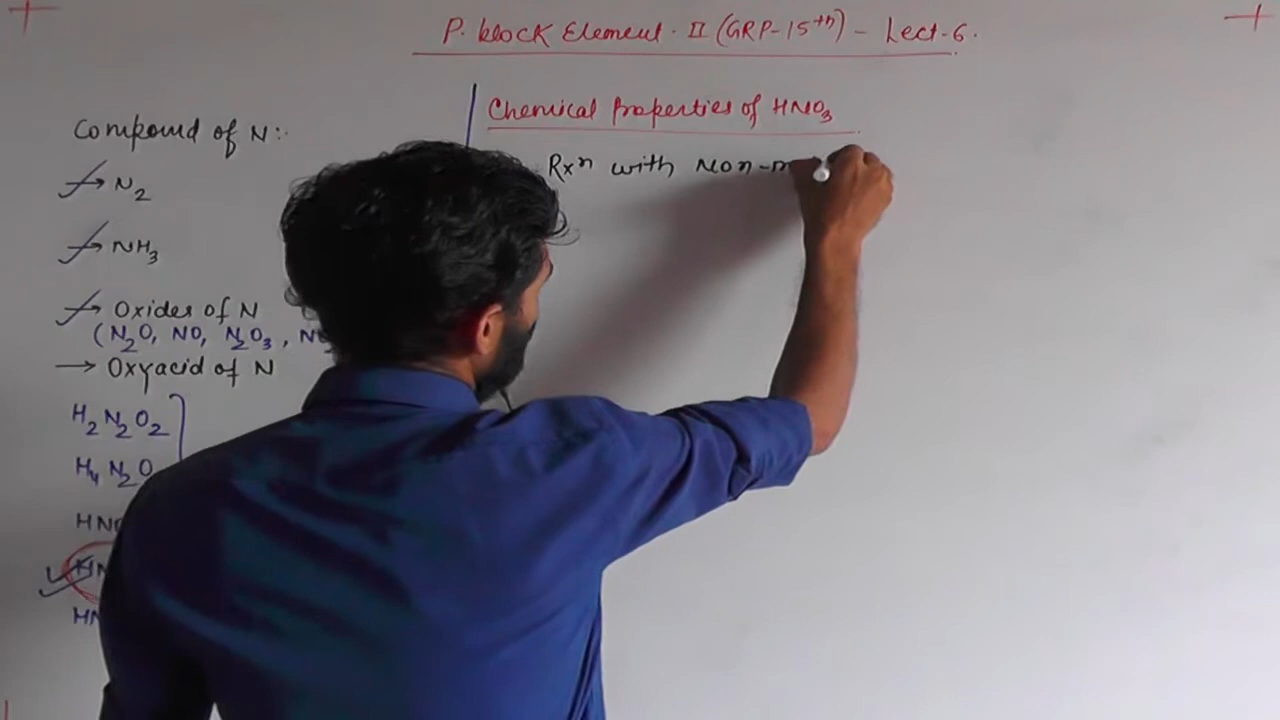 P. block Element. II (GRP-15th) - Lect-6.
Compound of N:-
→ N2
→ NH3
→ Oxides of N
(N2O, NO, N2O3, N
→ Oxyacid of N
H2N2O2
H4N2O
HNO
HN
HN
Chemical Properties of HNO3
Rxn with Non-m